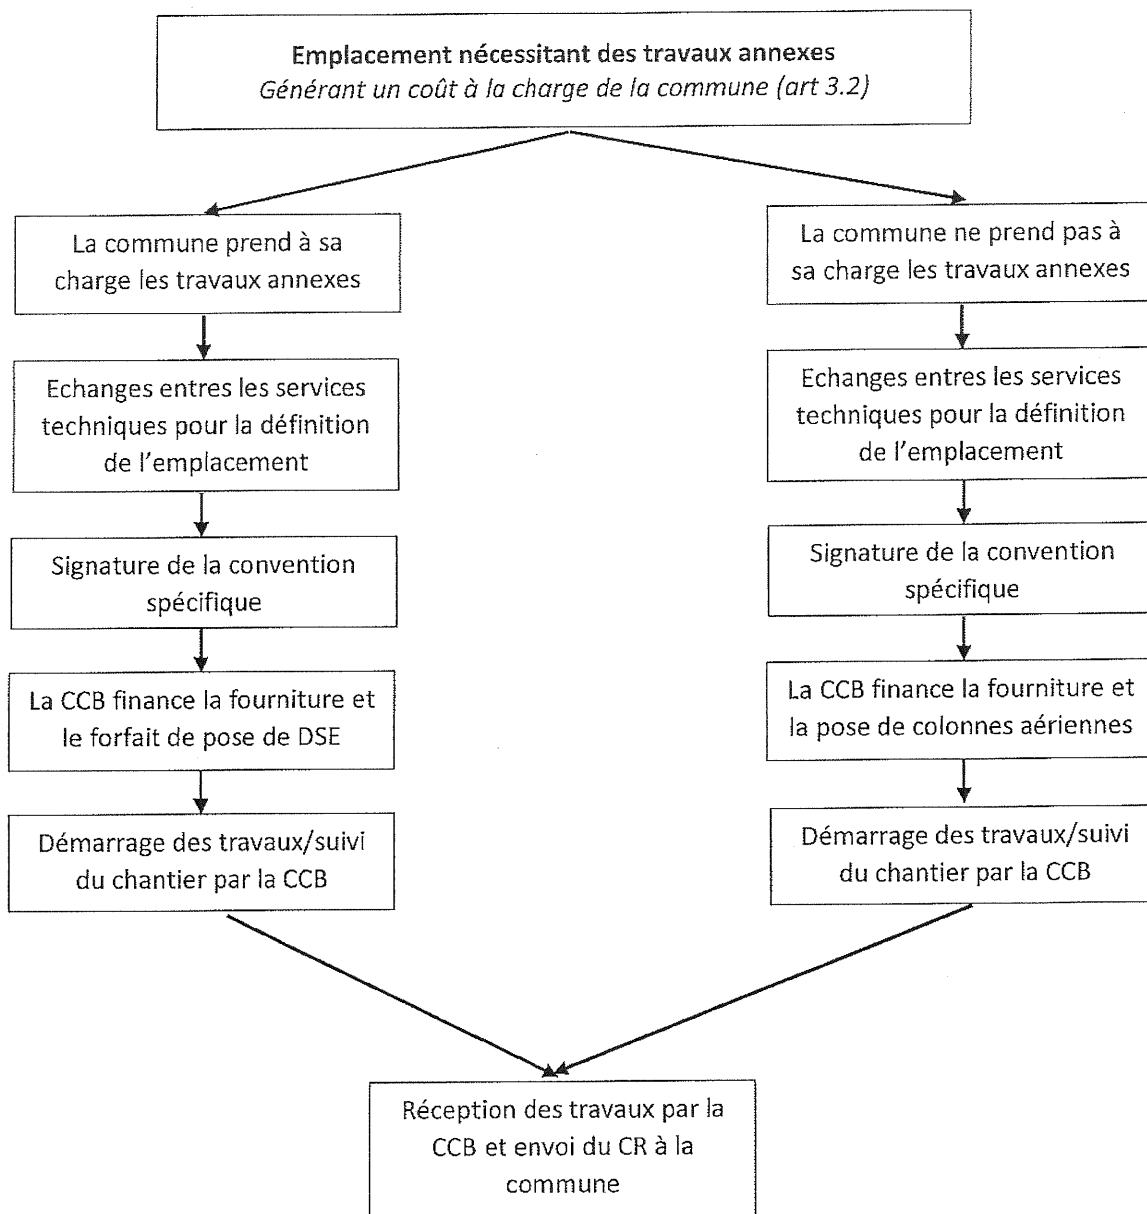 Emplacement nécessitant des travaux annexes
Générant un coût à la charge de la commune (art 3.2)
La commune prend à sa
charge les travaux annexes
Echanges entres les services
techniques pour la définition
de l'emplacement
Signature de la convention
spécifique
La CCB finance la fourniture et
le forfait de pose de DSE
Démarrage des travaux/suivi
du chantier par la CCB
La commune ne prend pas à
sa charge les travaux annexes
Echanges entres les services
techniques pour la définition
de l'emplacement
Signature de la convention
spécifique
La CCB finance la fourniture et
la pose de colonnes aériennes
Démarrage des travaux/suivi
du chantier par la CCB
Réception des travaux par la
CCB et envoi du CR à la
commune